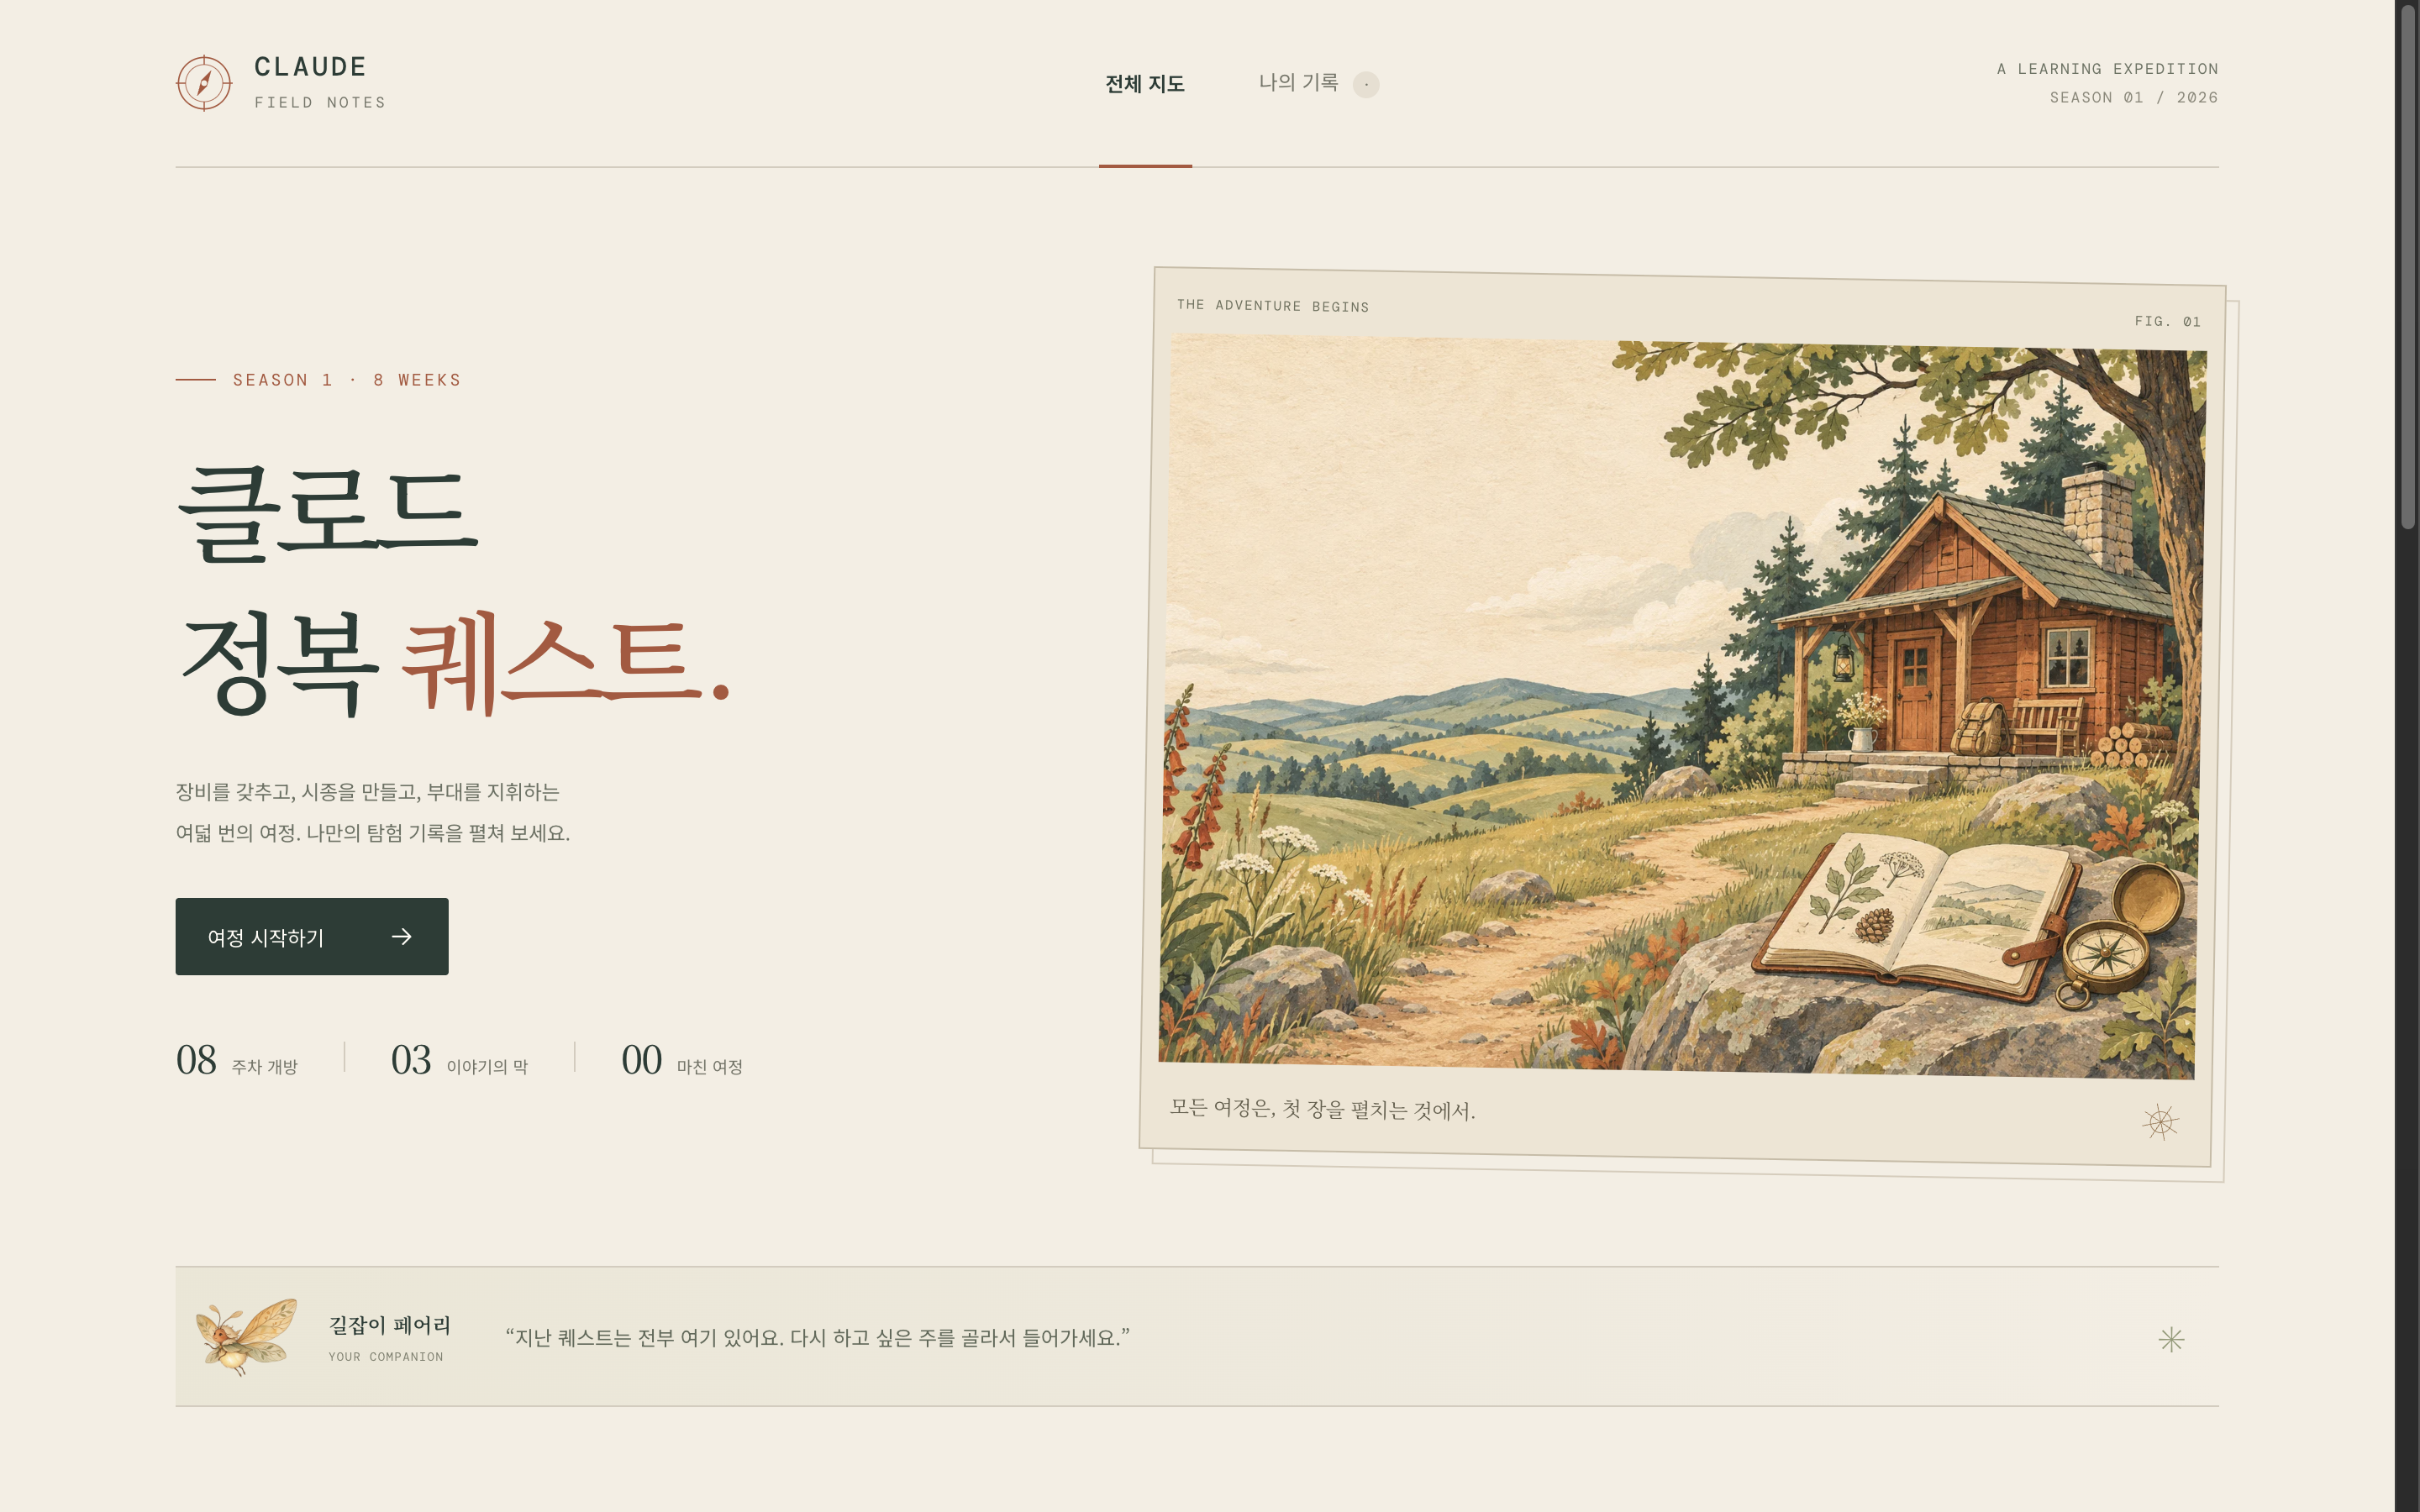 CLAUDE
FIELD NOTES
전체 지도
나의 기록
A LEARNING EXPEDITION
SEASON 01 / 2026
SEASON 1 · 8 WEEKS
클로드
정복 퀘스트.
장비를 갖추고, 시종을 만들고, 부대를 지휘하는
여덟 번의 여정. 나만의 탐험 기록을 펼쳐 보세요.
여정 시작하기 →
08 주차 개방
03 이야기의 막
00 마친 여정
THE ADVENTURE BEGINS
FIG. 01
모든 여정은, 첫 장을 펼치는 것에서.
길잡이 페어리
YOUR COMPANION
“지난 퀘스트는 전부 여기 있어요. 다시 하고 싶은 주를 골라서 들어가세요.”